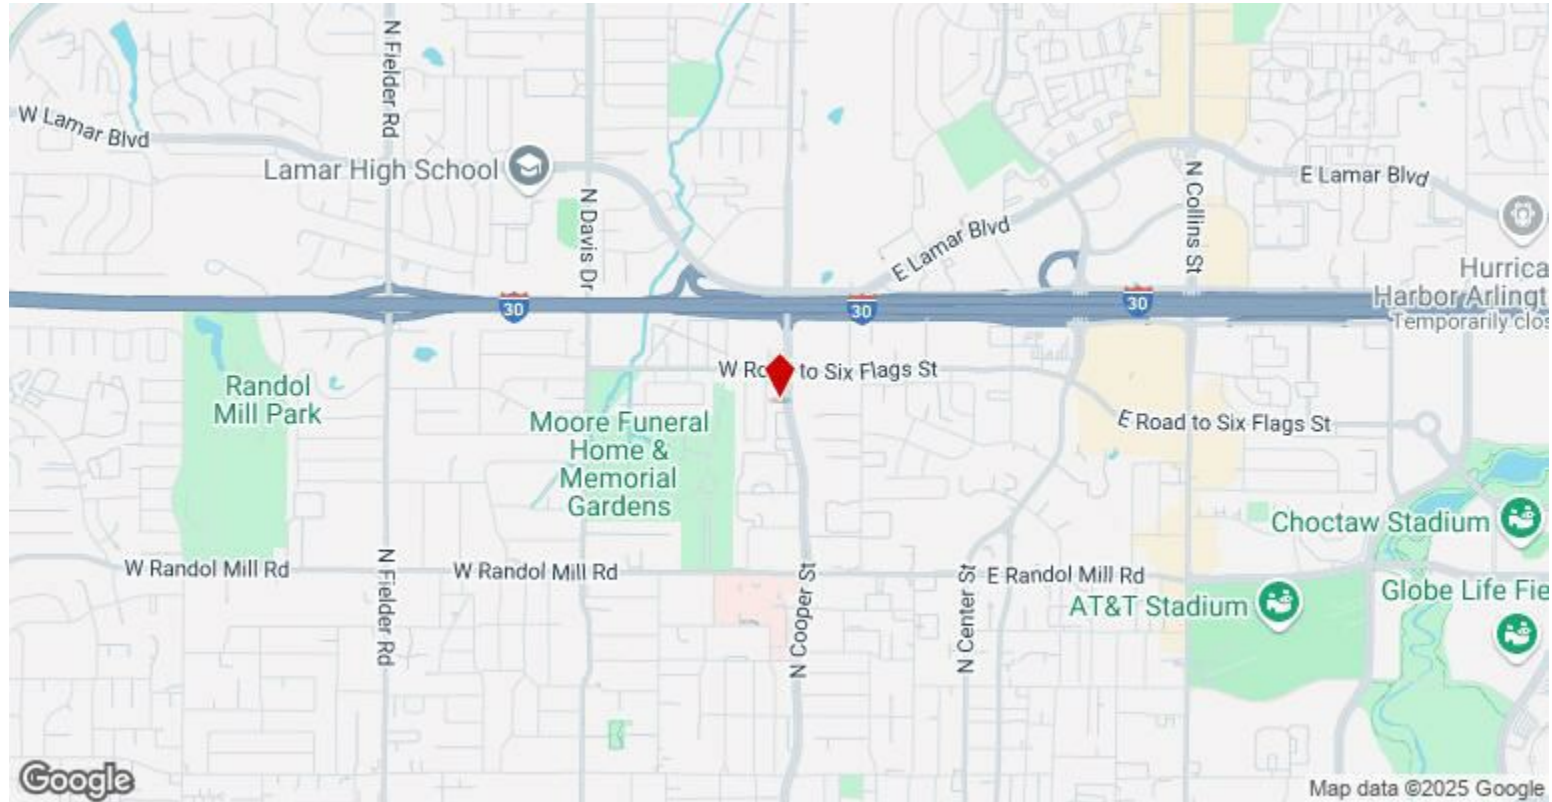 N Fielder Rd
W Lamar Blvd
Lamar High School
N Davis Dr
E Lamar Blvd
N Collins St
E Lamar Blvd
Hurrica
Harbor Arlingt
Temporarily clos
30
30
30
W Ro to Six Flags St
Randol
Mill Park
Moore Funeral
Home &
Memorial
Gardens
E Road to Six Flags St
Choctaw Stadium
W Randol Mill Rd
N Fielder Rd
W Randol Mill Rd
N Cooper St
N Center St
E Randol Mill Rd
AT&T Stadium
Globe Life Fie
Google
Map data ©2025 Google